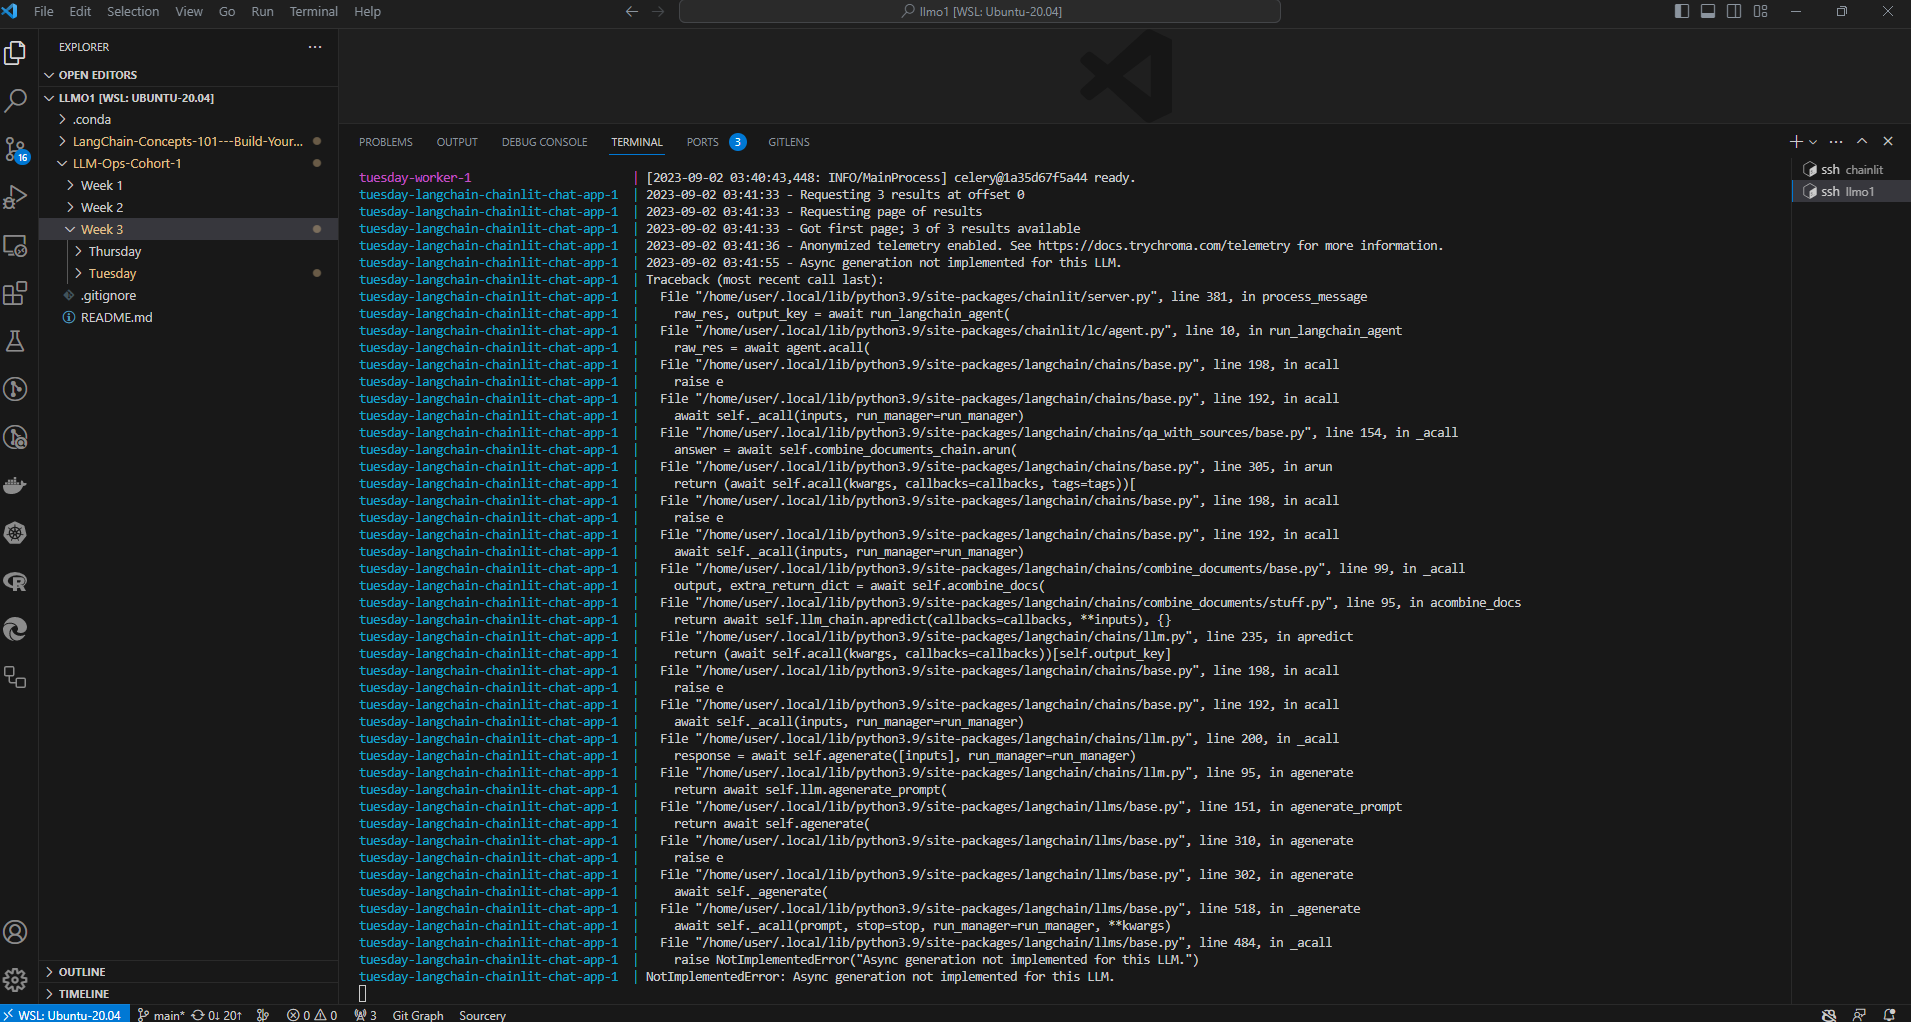 File Edit Selection View Go Run Terminal Help
llmo1 [WSL: Ubuntu-20.04]
EXPLORER
OPEN EDITORS
LLMO1 [WSL: UBUNTU-20.04]
.conda
LangChain-Concepts-101---Build-Your...
LLM-Ops-Cohort-1
Week 1
Week 2
Week 3
Thursday
Tuesday
.gitignore
README.md
OUTLINE
TIMELINE
16
PROBLEMS OUTPUT DEBUG CONSOLE TERMINAL PORTS 3 GITLENS
ssh chainlit
ssh llmo1
tuesday-worker-1 | [2023-09-02 03:40:43,448: INFO/MainProcess] celery@1a35d67f5a44 ready.
tuesday-langchain-chainlit-chat-app-1 | 2023-09-02 03:41:33 - Requesting 3 results at offset 0
tuesday-langchain-chainlit-chat-app-1 | 2023-09-02 03:41:33 - Requesting page of results
tuesday-langchain-chainlit-chat-app-1 | 2023-09-02 03:41:33 - Got first page; 3 of 3 results available
tuesday-langchain-chainlit-chat-app-1 | 2023-09-02 03:41:36 - Anonymized telemetry enabled. See https://docs.trychroma.com/telemetry for more information.
tuesday-langchain-chainlit-chat-app-1 | 2023-09-02 03:41:55 - Async generation not implemented for this LLM.
tuesday-langchain-chainlit-chat-app-1 | Traceback (most recent call last):
tuesday-langchain-chainlit-chat-app-1 | File "/home/user/.local/lib/python3.9/site-packages/chainlit/server.py", line 381, in process_message
tuesday-langchain-chainlit-chat-app-1 | raw_res, output_key = await run_langchain_agent(
tuesday-langchain-chainlit-chat-app-1 | File "/home/user/.local/lib/python3.9/site-packages/chainlit/lc/agent.py", line 10, in run_langchain_agent
tuesday-langchain-chainlit-chat-app-1 | raw_res = await agent.acall(
tuesday-langchain-chainlit-chat-app-1 | File "/home/user/.local/lib/python3.9/site-packages/langchain/chains/base.py", line 198, in acall
tuesday-langchain-chainlit-chat-app-1 | raise e
tuesday-langchain-chainlit-chat-app-1 | File "/home/user/.local/lib/python3.9/site-packages/langchain/chains/base.py", line 192, in acall
tuesday-langchain-chainlit-chat-app-1 | await self._acall(inputs, run_manager=run_manager)
tuesday-langchain-chainlit-chat-app-1 | File "/home/user/.local/lib/python3.9/site-packages/langchain/chains/qa_with_sources/base.py", line 154, in _acall
tuesday-langchain-chainlit-chat-app-1 | answer = await self.combine_documents_chain.arun(
tuesday-langchain-chainlit-chat-app-1 | File "/home/user/.local/lib/python3.9/site-packages/langchain/chains/base.py", line 305, in arun
tuesday-langchain-chainlit-chat-app-1 | return (await self.acall(kwargs, callbacks=callbacks, tags=tags))[
tuesday-langchain-chainlit-chat-app-1 | File "/home/user/.local/lib/python3.9/site-packages/langchain/chains/base.py", line 198, in acall
tuesday-langchain-chainlit-chat-app-1 | raise e
tuesday-langchain-chainlit-chat-app-1 | File "/home/user/.local/lib/python3.9/site-packages/langchain/chains/base.py", line 192, in acall
tuesday-langchain-chainlit-chat-app-1 | await self._acall(inputs, run_manager=run_manager)
tuesday-langchain-chainlit-chat-app-1 | File "/home/user/.local/lib/python3.9/site-packages/langchain/chains/combine_documents/base.py", line 99, in _acall
tuesday-langchain-chainlit-chat-app-1 | output, extra_return_dict = await self.acombine_docs(
tuesday-langchain-chainlit-chat-app-1 | File "/home/user/.local/lib/python3.9/site-packages/langchain/chains/combine_documents/stuff.py", line 95, in acombine_docs
tuesday-langchain-chainlit-chat-app-1 | return await self.llm_chain.apredict(callbacks=callbacks, **inputs), {}
tuesday-langchain-chainlit-chat-app-1 | File "/home/user/.local/lib/python3.9/site-packages/langchain/chains/llm.py", line 235, in apredict
tuesday-langchain-chainlit-chat-app-1 | return (await self.acall(kwargs, callbacks=callbacks))[self.output_key]
tuesday-langchain-chainlit-chat-app-1 | File "/home/user/.local/lib/python3.9/site-packages/langchain/chains/base.py", line 198, in acall
tuesday-langchain-chainlit-chat-app-1 | raise e
tuesday-langchain-chainlit-chat-app-1 | File "/home/user/.local/lib/python3.9/site-packages/langchain/chains/base.py", line 192, in acall
tuesday-langchain-chainlit-chat-app-1 | await self._acall(inputs, run_manager=run_manager)
tuesday-langchain-chainlit-chat-app-1 | File "/home/user/.local/lib/python3.9/site-packages/langchain/chains/llm.py", line 200, in _acall
tuesday-langchain-chainlit-chat-app-1 | response = await self.agenerate([inputs], run_manager=run_manager)
tuesday-langchain-chainlit-chat-app-1 | File "/home/user/.local/lib/python3.9/site-packages/langchain/chains/llm.py", line 95, in agenerate
tuesday-langchain-chainlit-chat-app-1 | return await self.llm.agenerate_prompt(
tuesday-langchain-chainlit-chat-app-1 | File "/home/user/.local/lib/python3.9/site-packages/langchain/llms/base.py", line 151, in agenerate_prompt
tuesday-langchain-chainlit-chat-app-1 | return await self.agenerate(
tuesday-langchain-chainlit-chat-app-1 | File "/home/user/.local/lib/python3.9/site-packages/langchain/llms/base.py", line 310, in agenerate
tuesday-langchain-chainlit-chat-app-1 | raise e
tuesday-langchain-chainlit-chat-app-1 | File "/home/user/.local/lib/python3.9/site-packages/langchain/llms/base.py", line 302, in agenerate
tuesday-langchain-chainlit-chat-app-1 | await self._agenerate(
tuesday-langchain-chainlit-chat-app-1 | File "/home/user/.local/lib/python3.9/site-packages/langchain/llms/base.py", line 518, in _agenerate
tuesday-langchain-chainlit-chat-app-1 | await self._acall(prompt, stop=stop, run_manager=run_manager, **kwargs)
tuesday-langchain-chainlit-chat-app-1 | File "/home/user/.local/lib/python3.9/site-packages/langchain/llms/base.py", line 484, in _acall
tuesday-langchain-chainlit-chat-app-1 | raise NotImplementedError("Async generation not implemented for this LLM.")
tuesday-langchain-chainlit-chat-app-1 | NotImplementedError: Async generation not implemented for this LLM.
WSL: Ubuntu-20.04 main* 0↓ 20↑ 0 0 3 Git Graph Sourcery